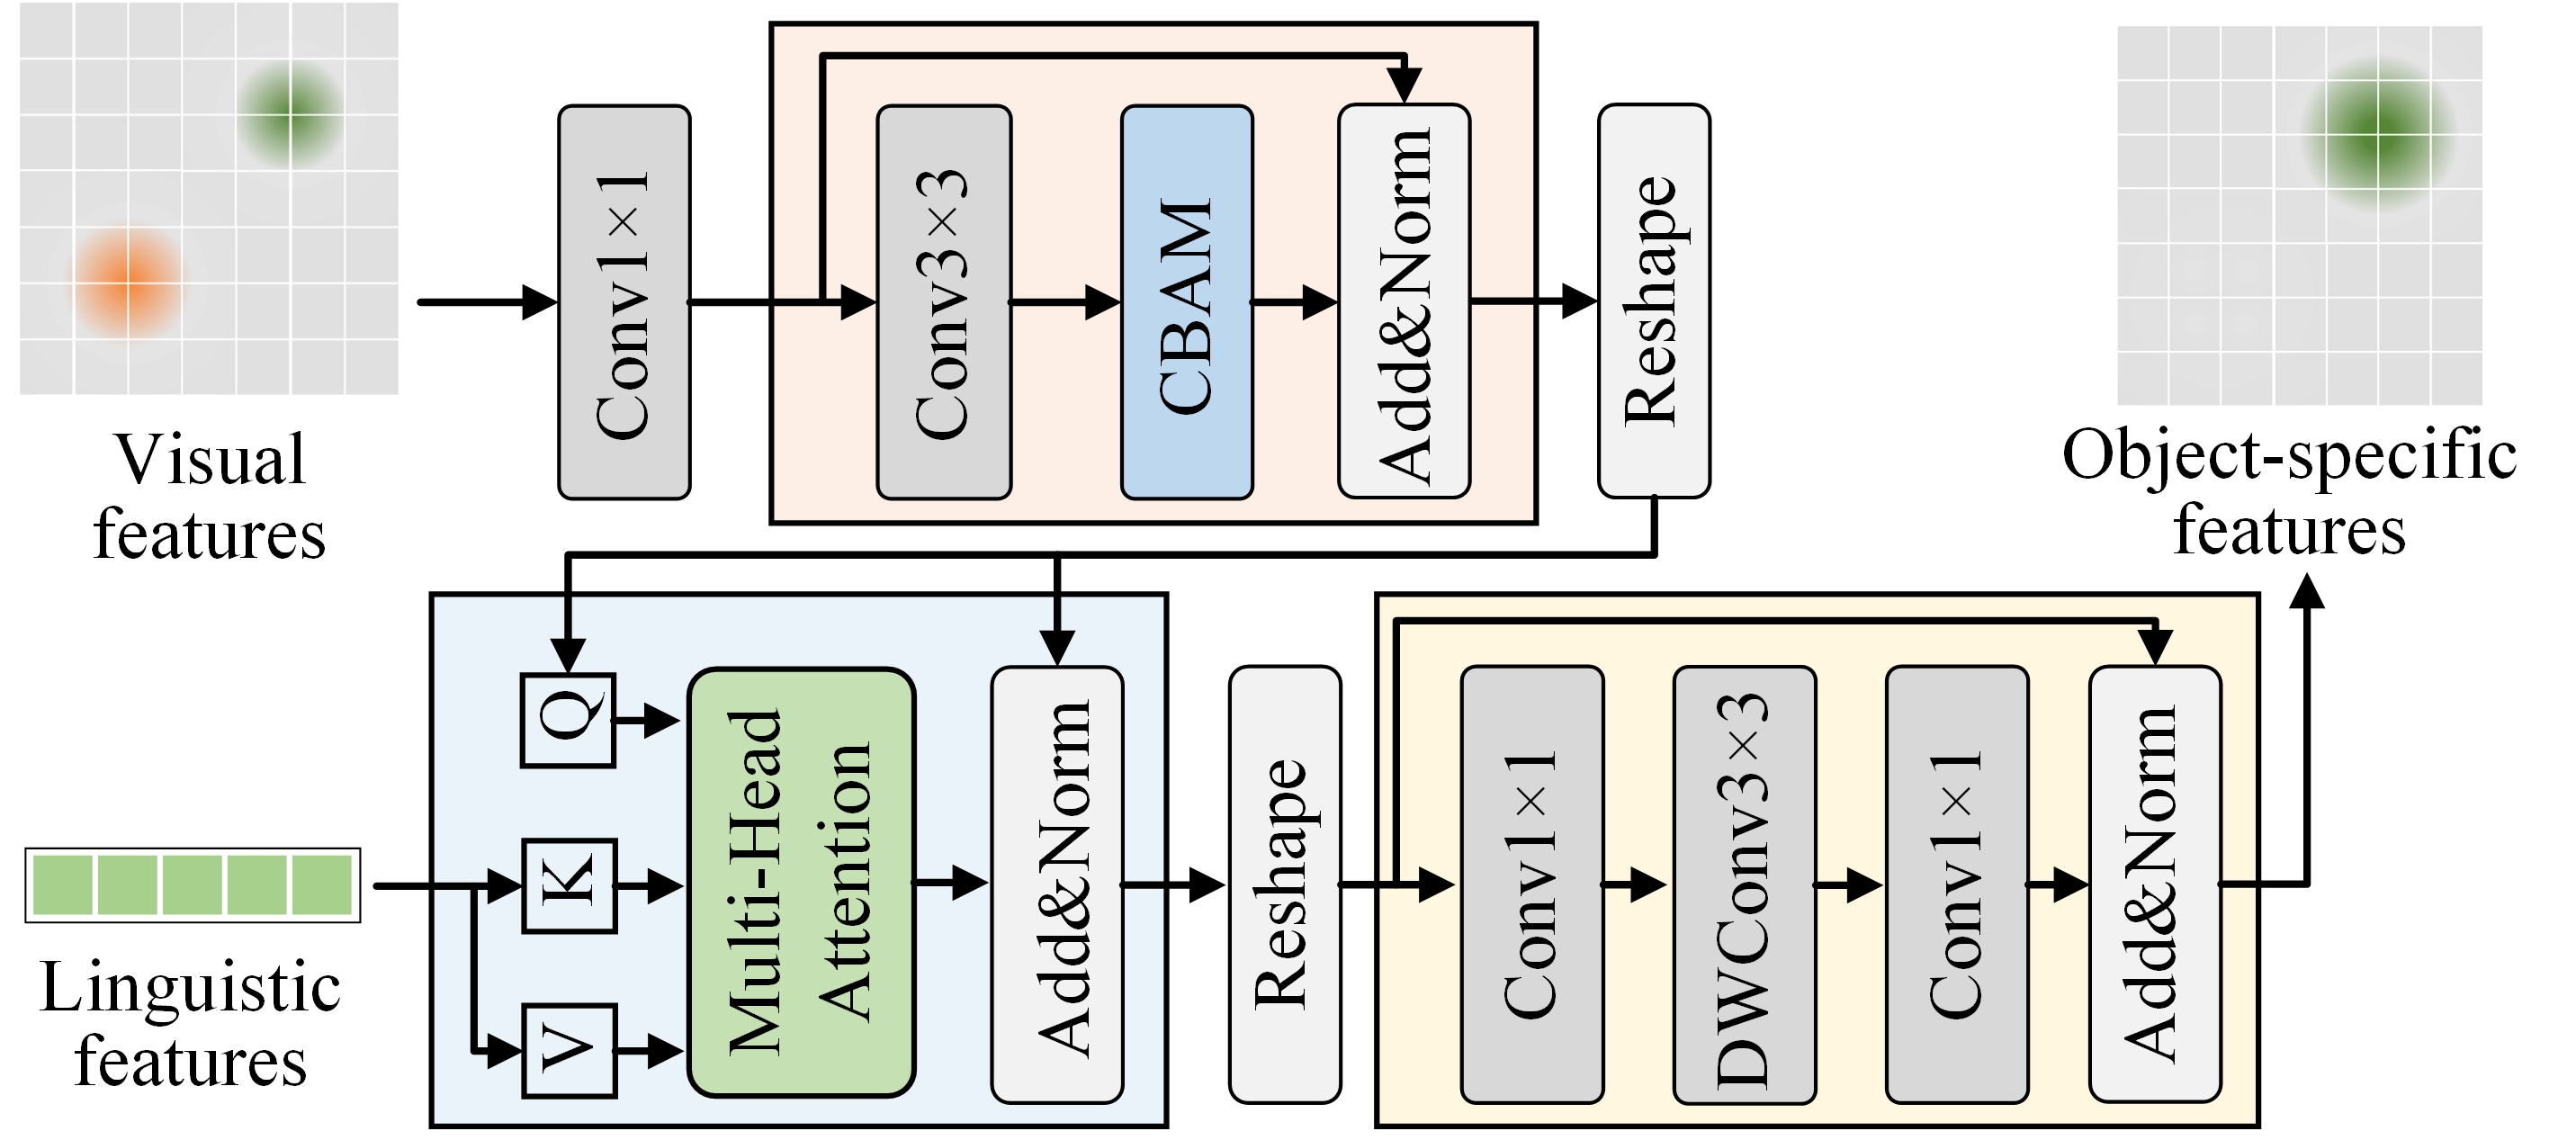 Visual
features
Conv1×1
Conv3×3
CBAM
Add&Norm
Reshape
Object-specific
features
Linguistic
features
Q
K
V
Multi-Head
Attention
Add&Norm
Reshape
Conv1×1
DWConv3×3
Conv1×1
Add&Norm